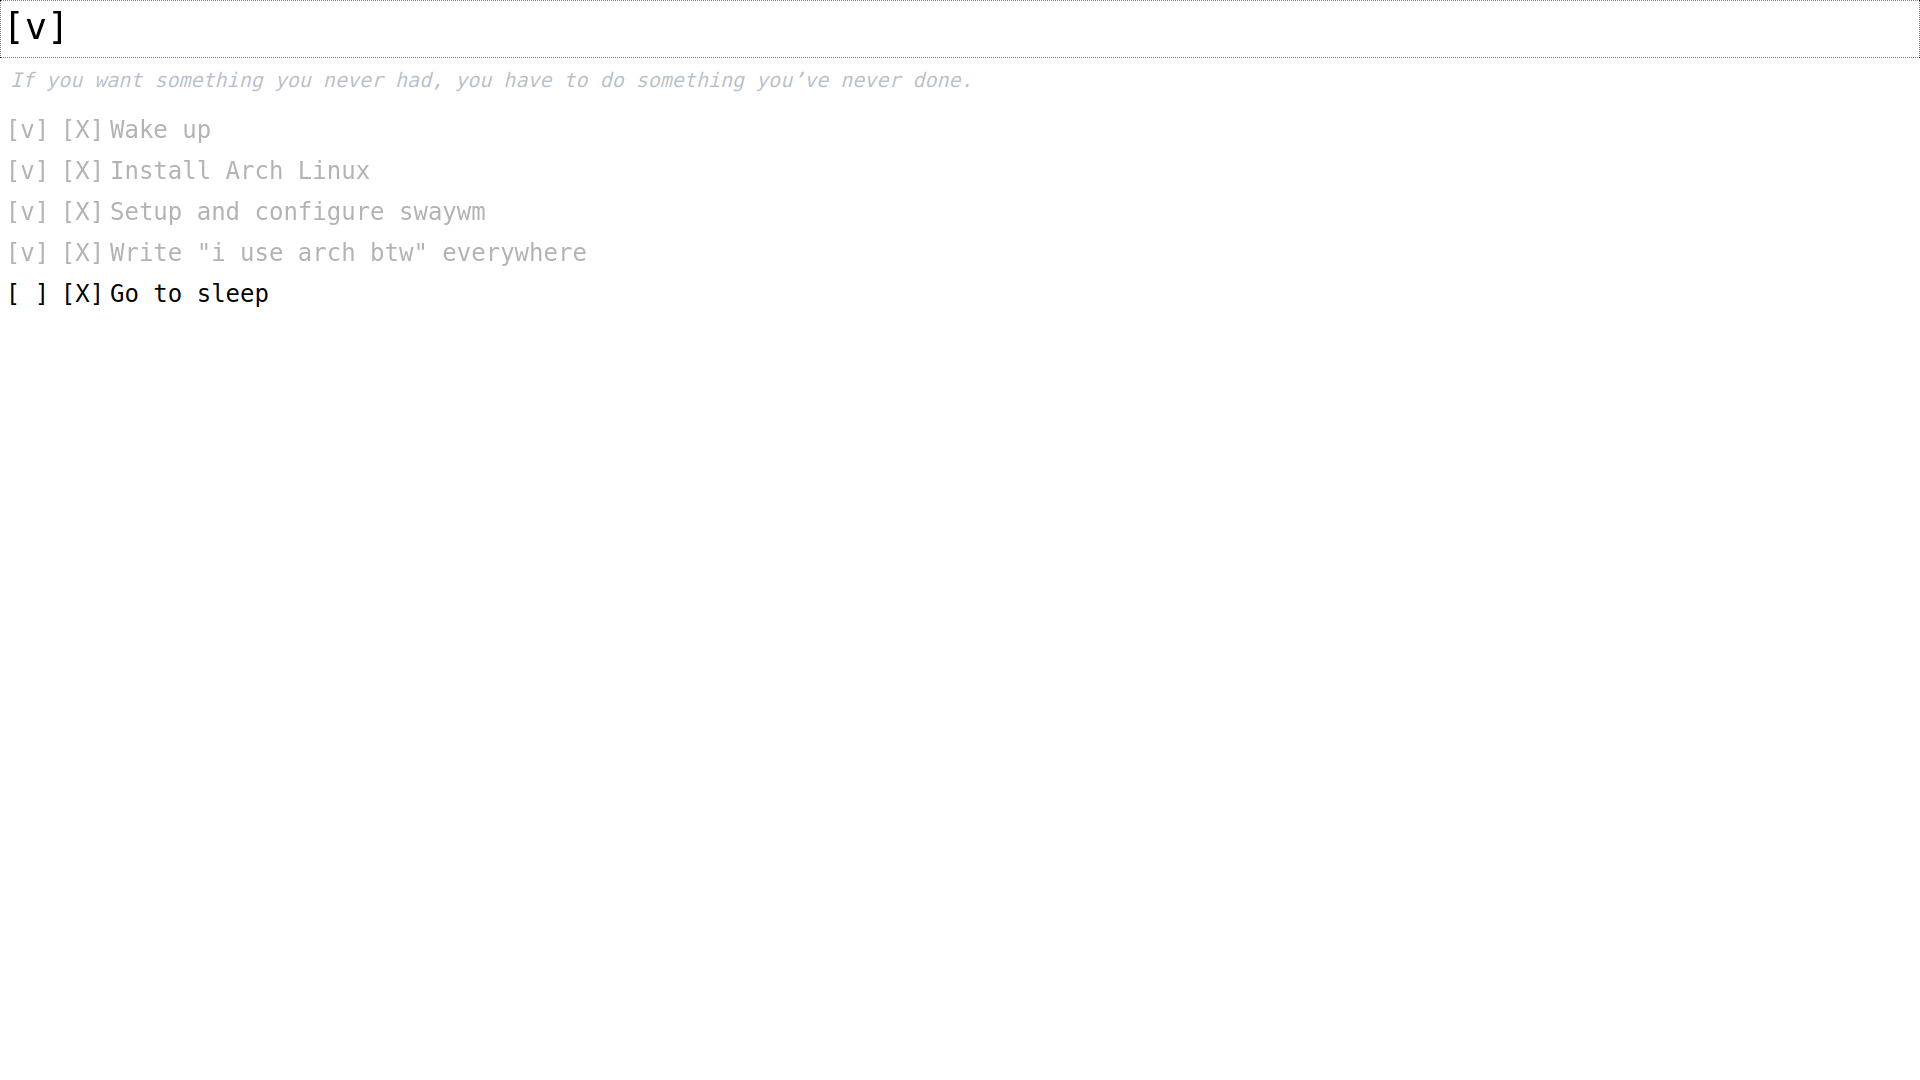 [v]
If you want something you never had, you have to do something you’ve never done.
[v] [X] Wake up
[v] [X] Install Arch Linux
[v] [X] Setup and configure swaywm
[v] [X] Write "i use arch btw" everywhere
[ ] [X] Go to sleep